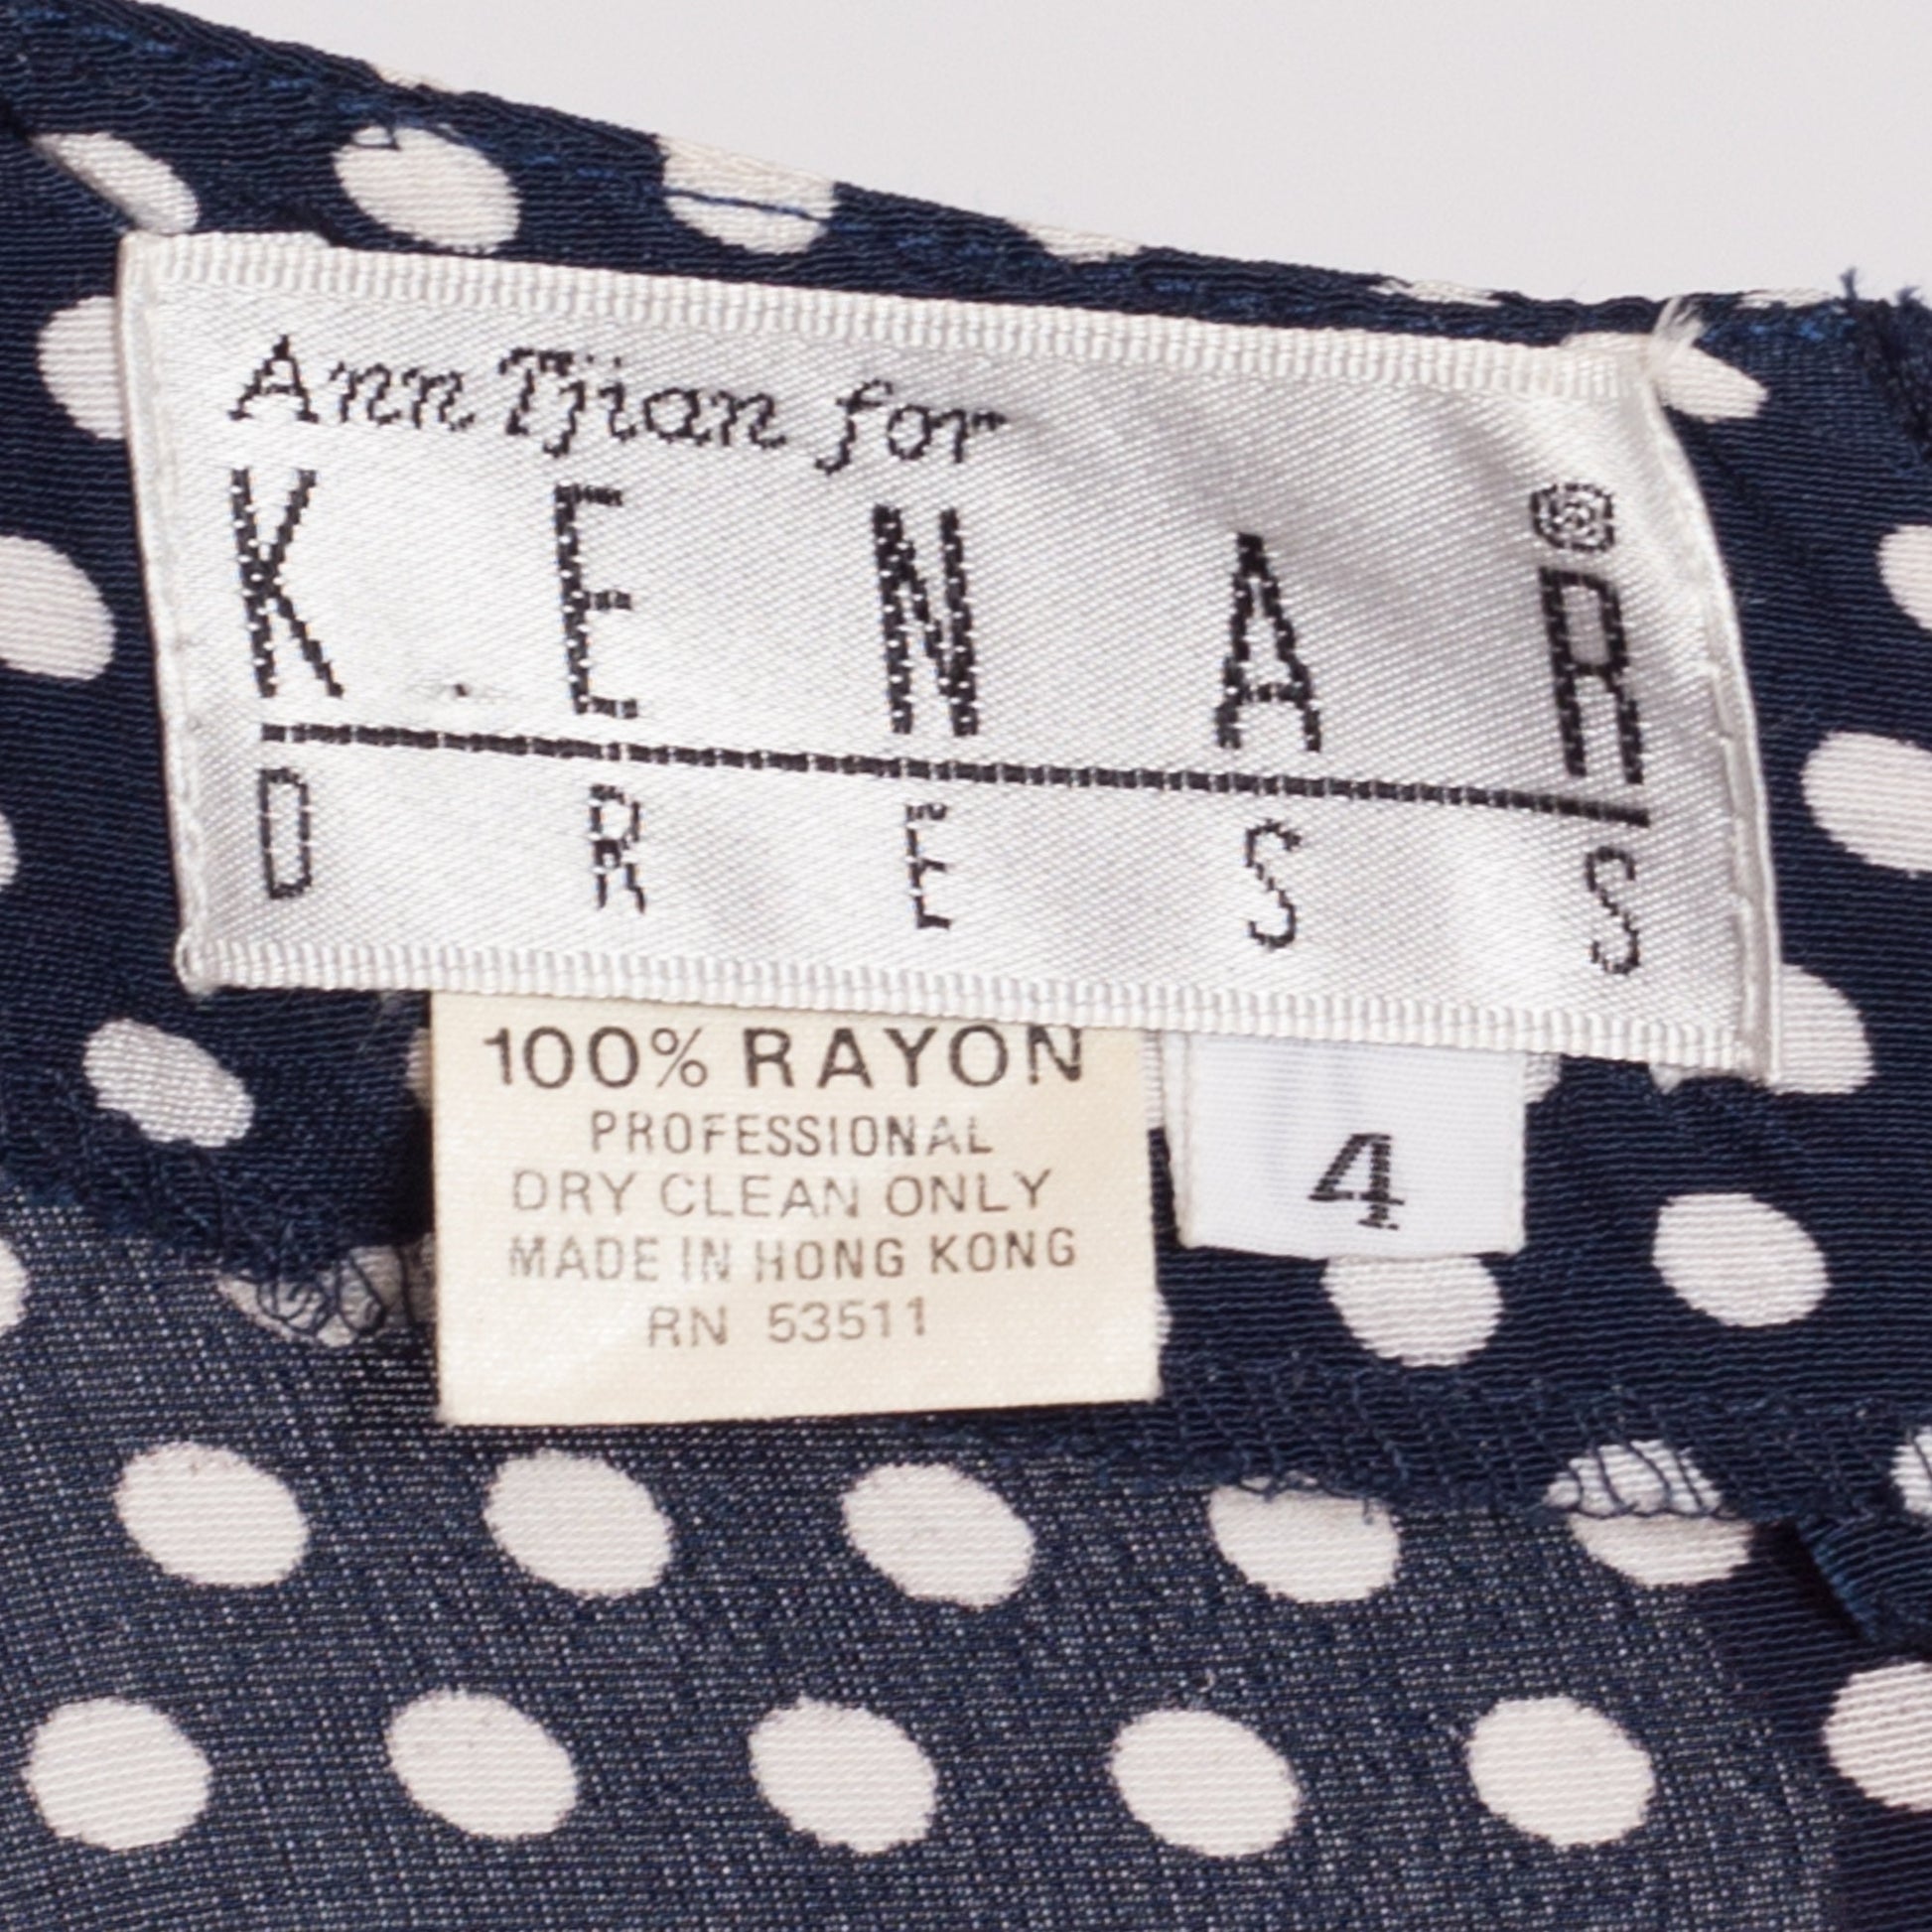 Ann Tjian for
KENAR®
DRESS
100% RAYON
PROFESSIONAL
DRY CLEAN ONLY
MADE IN HONG KONG
RN 53511
4